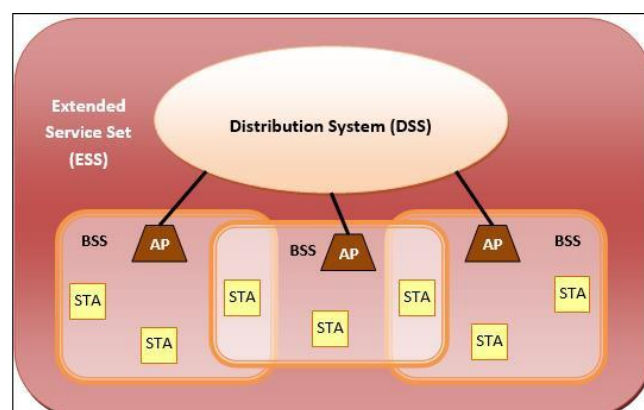 Extended
Service Set
(ESS)
Distribution System (DSS)
BSS
AP
BSS
AP
AP
BSS
STA
STA
STA
STA
STA
STA
STA